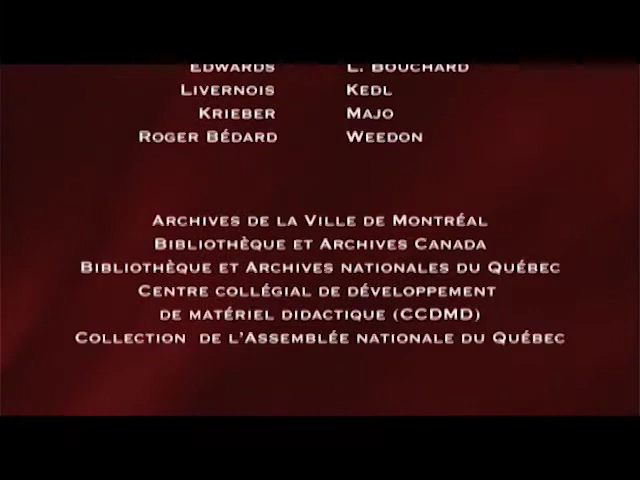 Edwards L. Bouchard
Livernois Kedl
Krieber Majo
Roger Bédard Weedon
Archives de la Ville de Montréal
Bibliothèque et Archives Canada
Bibliothèque et Archives nationales du Québec
Centre collégial de développement
de matériel didactique (CCDMD)
Collection de l'Assemblée nationale du Québec